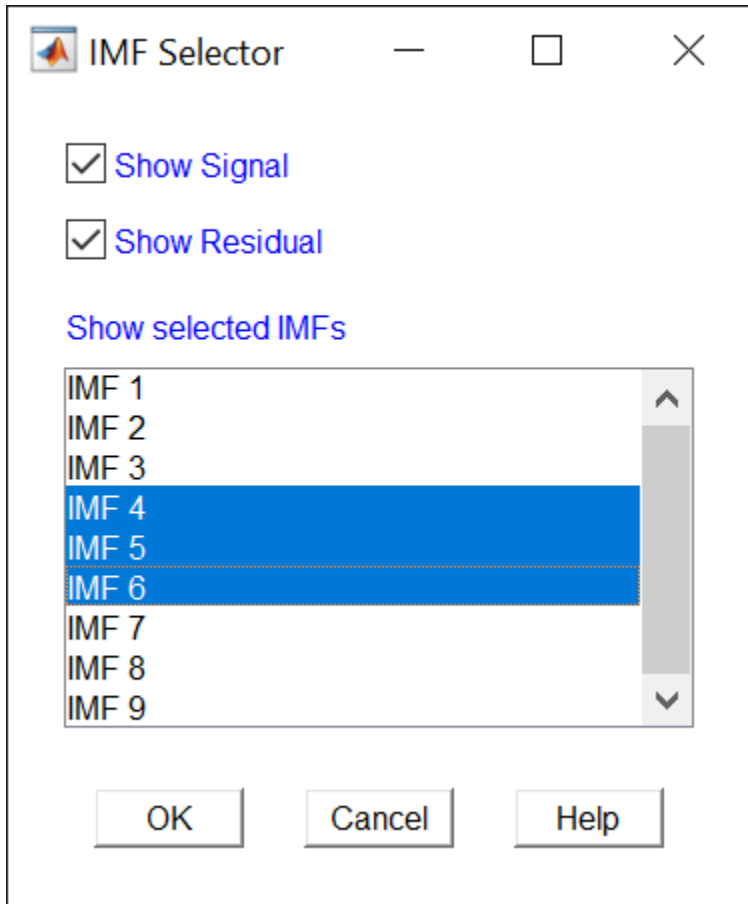 IMF Selector
Show Signal
Show Residual
Show selected IMFs
IMF 1
IMF 2
IMF 3
IMF 4
IMF 5
IMF 6
IMF 7
IMF 8
IMF 9
OK Cancel Help